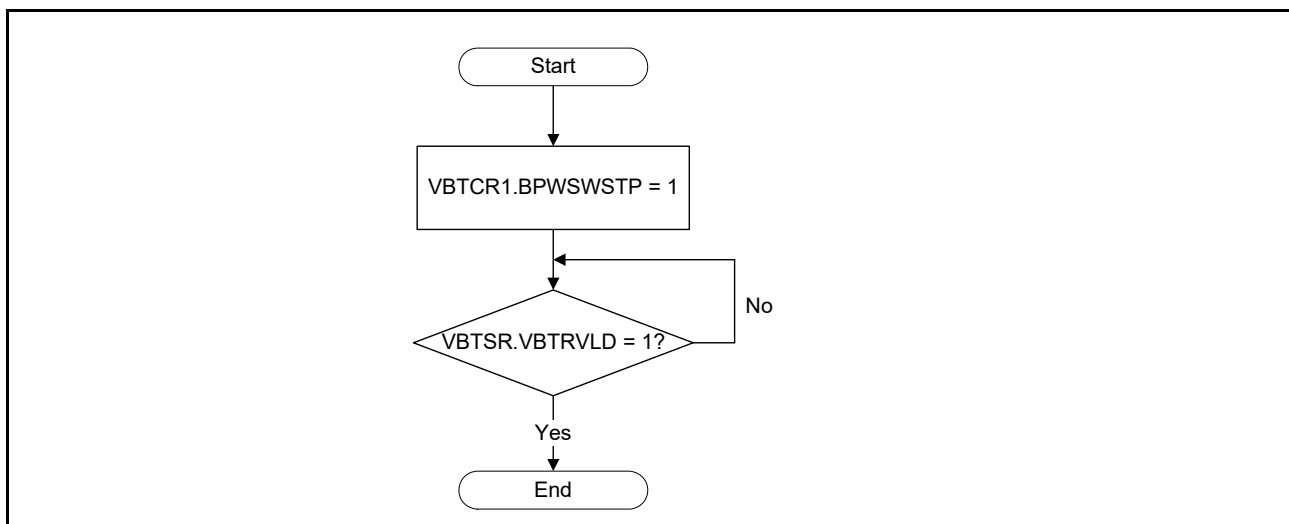 Start
VBTCR1.BPWSWSTP = 1
No
VBTSR.VBTRVLD = 1?
Yes
End